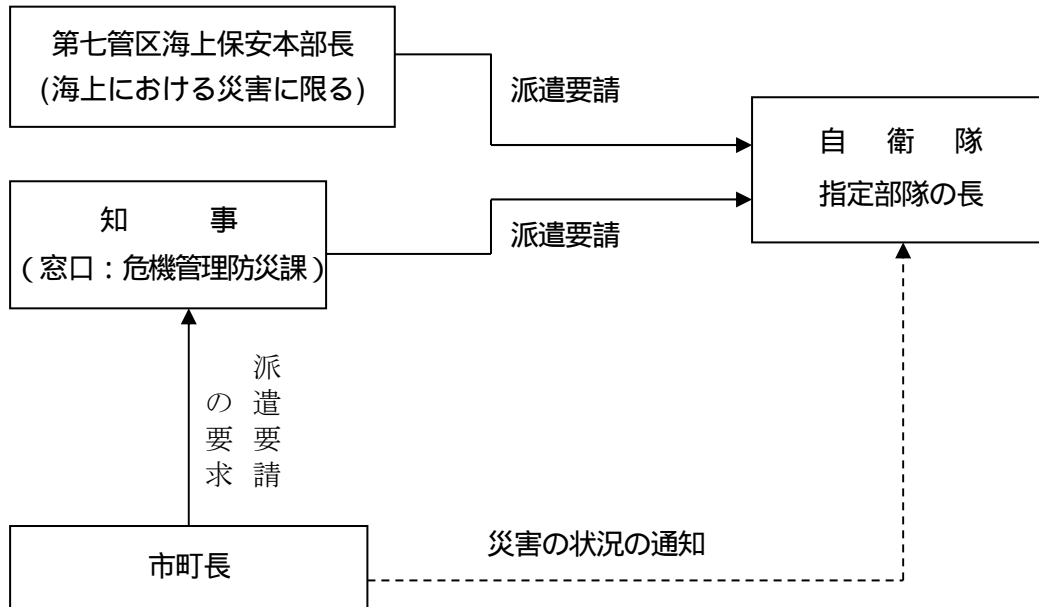 第七管区海上保安本部長
(海上における災害に限る)
派遣要請
自 衛 隊
指定部隊の長
知 事
(窓口:危機管理防災課)
派遣要請
派遣要請
の要求
市町長
災害の状況の通知